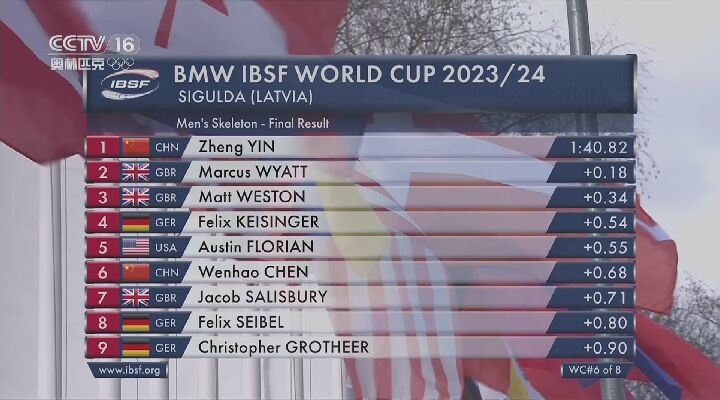 CCTV 16
奥林匹克
IBSF
BMW IBSF WORLD CUP 2023/24
SIGULDA (LATVIA)
Men's Skeleton - Final Result
1 CHN Zheng YIN 1:40.82
2 GBR Marcus WYATT +0.18
3 GBR Matt WESTON +0.34
4 GER Felix KEISINGER +0.54
5 USA Austin FLORIAN +0.55
6 CHN Wenhao CHEN +0.68
7 GBR Jacob SALISBURY +0.71
8 GER Felix SEIBEL +0.80
9 GER Christopher GROTHEER +0.90
www.ibsf.org WC#6 of 8